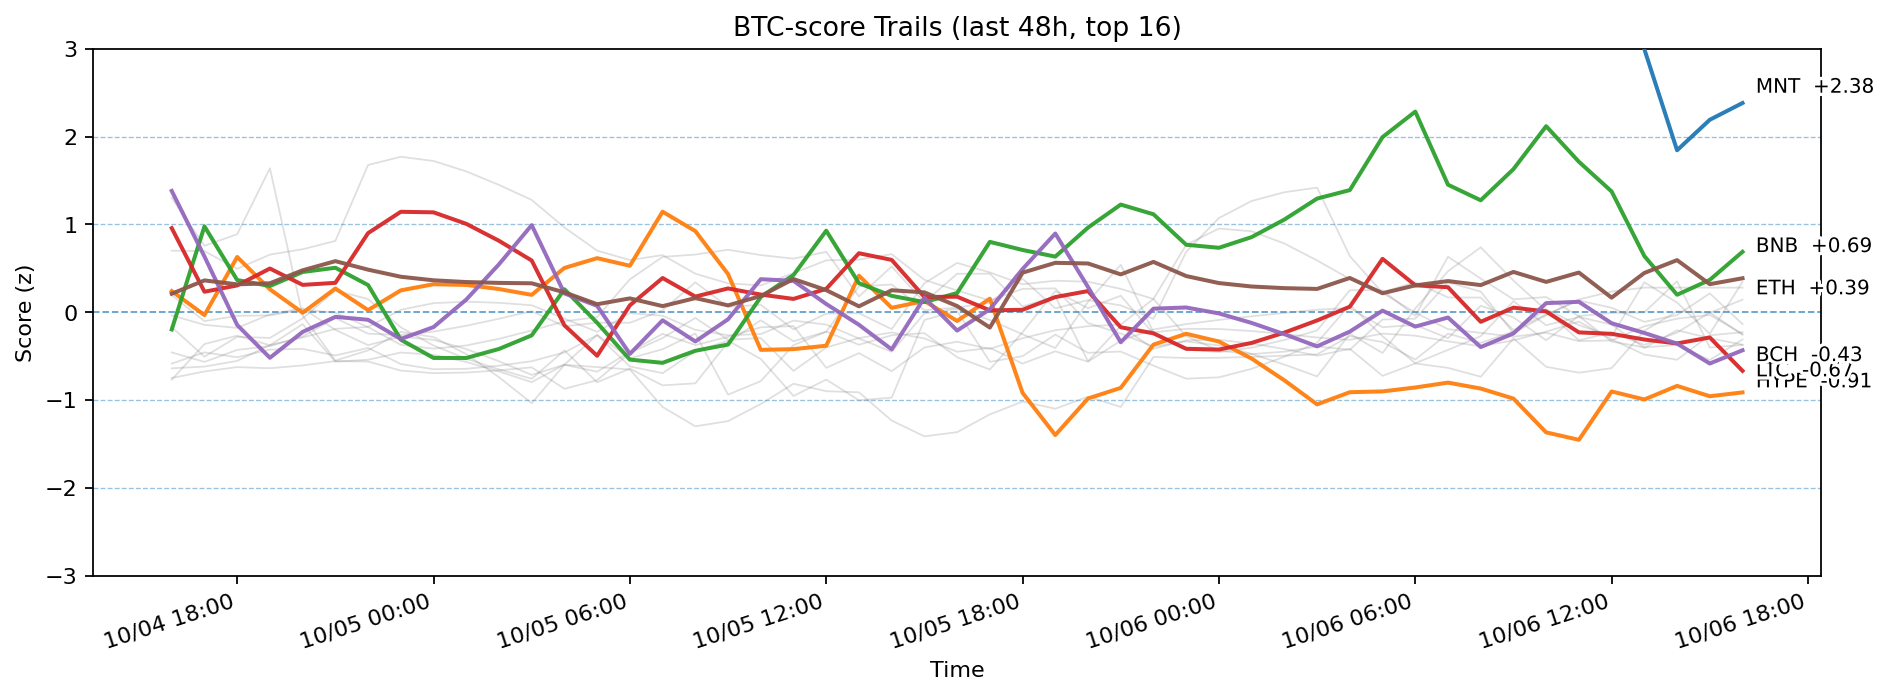 BTC-score Trails (last 48h, top 16)
3
2
1
0
−1
−2
−3
Score (z)
MNT +2.38
BNB +0.69
ETH +0.39
BCH -0.43
LTC -0.67
HYPE -0.91
10/04 18:00
10/05 00:00
10/05 06:00
10/05 12:00
10/05 18:00
10/06 00:00
10/06 06:00
10/06 12:00
10/06 18:00
Time